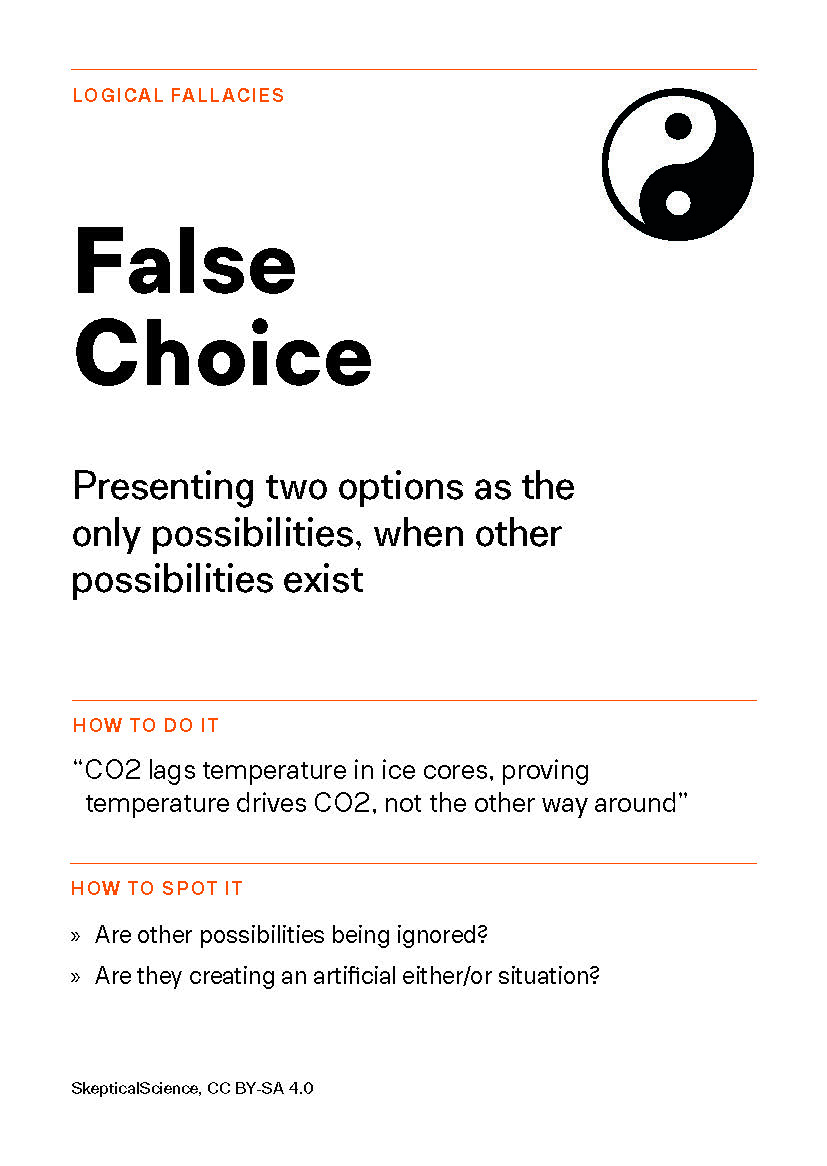 LOGICAL FALLACIES
False
Choice
Presenting two options as the
only possibilities, when other
possibilities exist
HOW TO DO IT
“CO2 lags temperature in ice cores, proving
temperature drives CO2, not the other way around”
HOW TO SPOT IT
» Are other possibilities being ignored?
» Are they creating an artificial either/or situation?
SkepticalScience, CC BY-SA 4.0